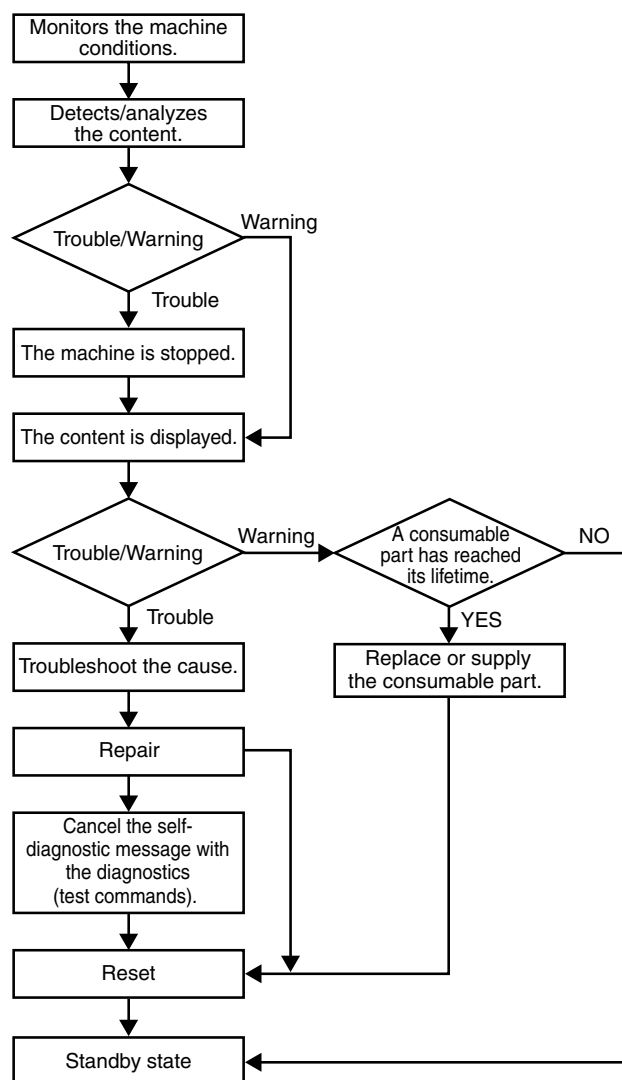 Monitors the machine
conditions.
Detects/analyzes
the content.
Trouble/Warning
Warning
Trouble
The machine is stopped.
The content is displayed.
Trouble/Warning
Warning
A consumable
part has reached
its lifetime.
NO
Trouble
YES
Troubleshoot the cause.
Replace or supply
the consumable part.
Repair
Cancel the self-
diagnostic message with
the diagnostics
(test commands).
Reset
Standby state